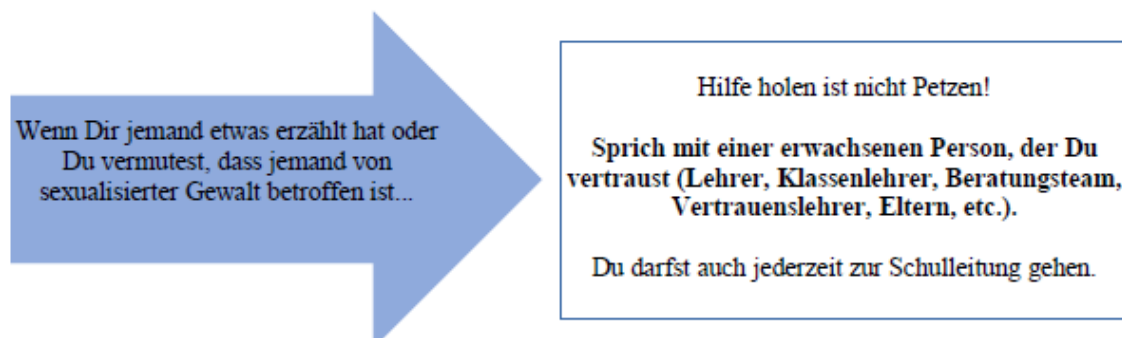 Wenn Dir jemand etwas erzählt hat oder
Du vermutest, dass jemand von
sexualisierter Gewalt betroffen ist...
Hilfe holen ist nicht Petzen!
Sprich mit einer erwachsenen Person, der Du
vertraust (Lehrer, Klassenlehrer, Beratungsteam,
Vertrauenslehrer, Eltern, etc.).
Du darfst auch jederzeit zur Schulleitung gehen.